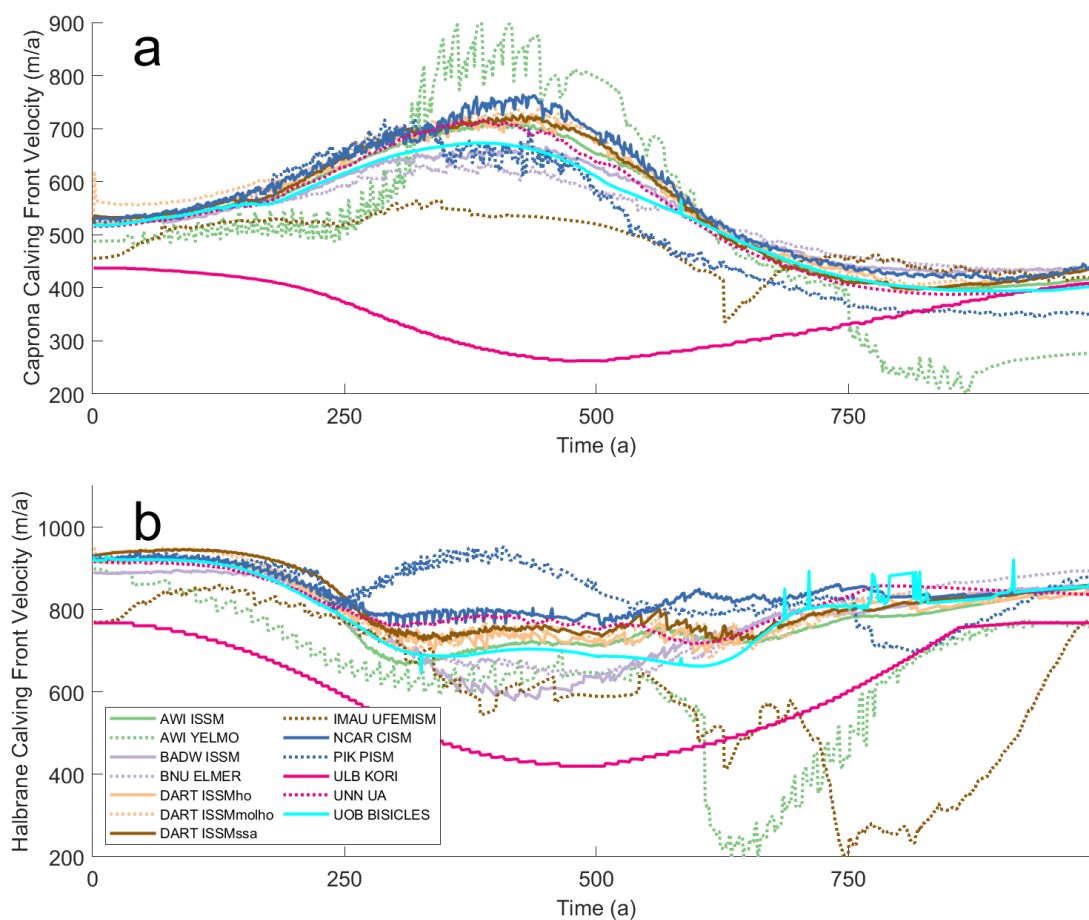 a
Caprona Calving Front Velocity (m/a)
900
800
700
600
500
400
300
200
0
250
500
750
Time (a)
b
Halbrane Calving Front Velocity (m/a)
1000
800
600
400
200
AWI ISSM
AWI YELMO
BADW ISSM
BNU ELMER
DART ISSMho
DART ISSMmolho
DART ISSMssa
IMAU UFEMISM
NCAR CISM
PIK PISM
ULB KORI
UNN UA
UOB BISICLES
0
250
500
750
Time (a)